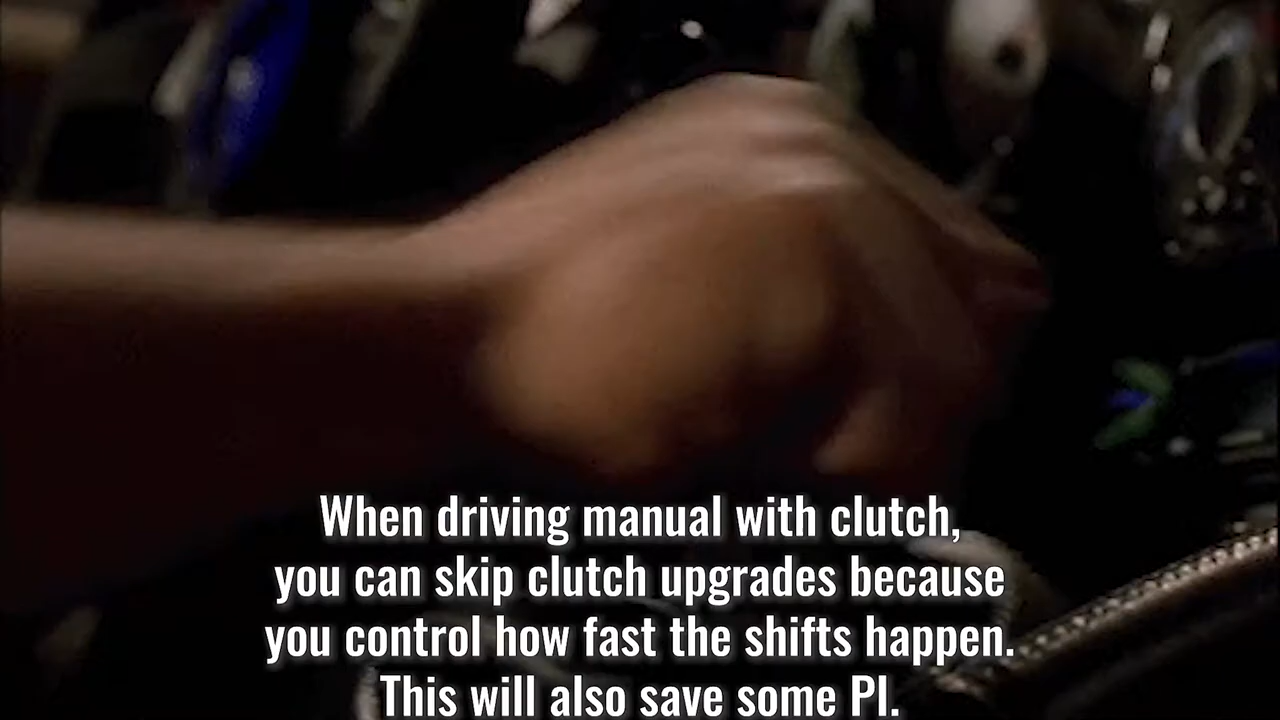 When driving manual with clutch,
you can skip clutch upgrades because
you control how fast the shifts happen.
This will also save some PI.